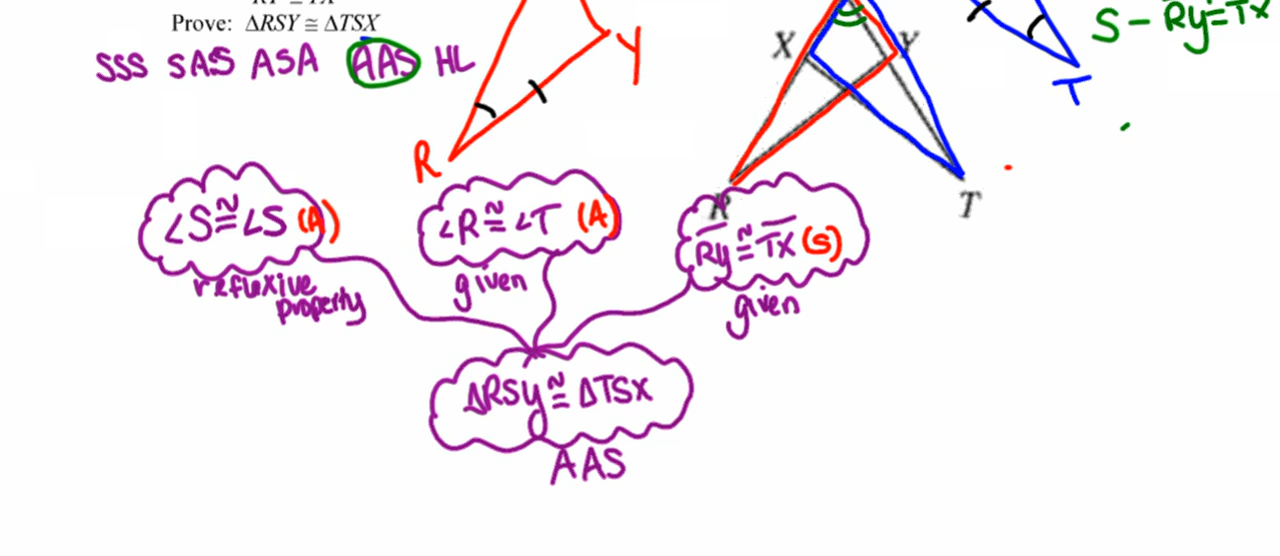 Prove: ΔRSY ≅ ΔTSX
SSS SAS ASA AAS HL
Y
R
X
Y
R
T
T
S - Ry≅TX
∠S≅∠S (A)
reflexive
property
∠R≅∠T (A)
given
Ry≅TX (S)
given
ΔRSy≅ΔTSX
AAS